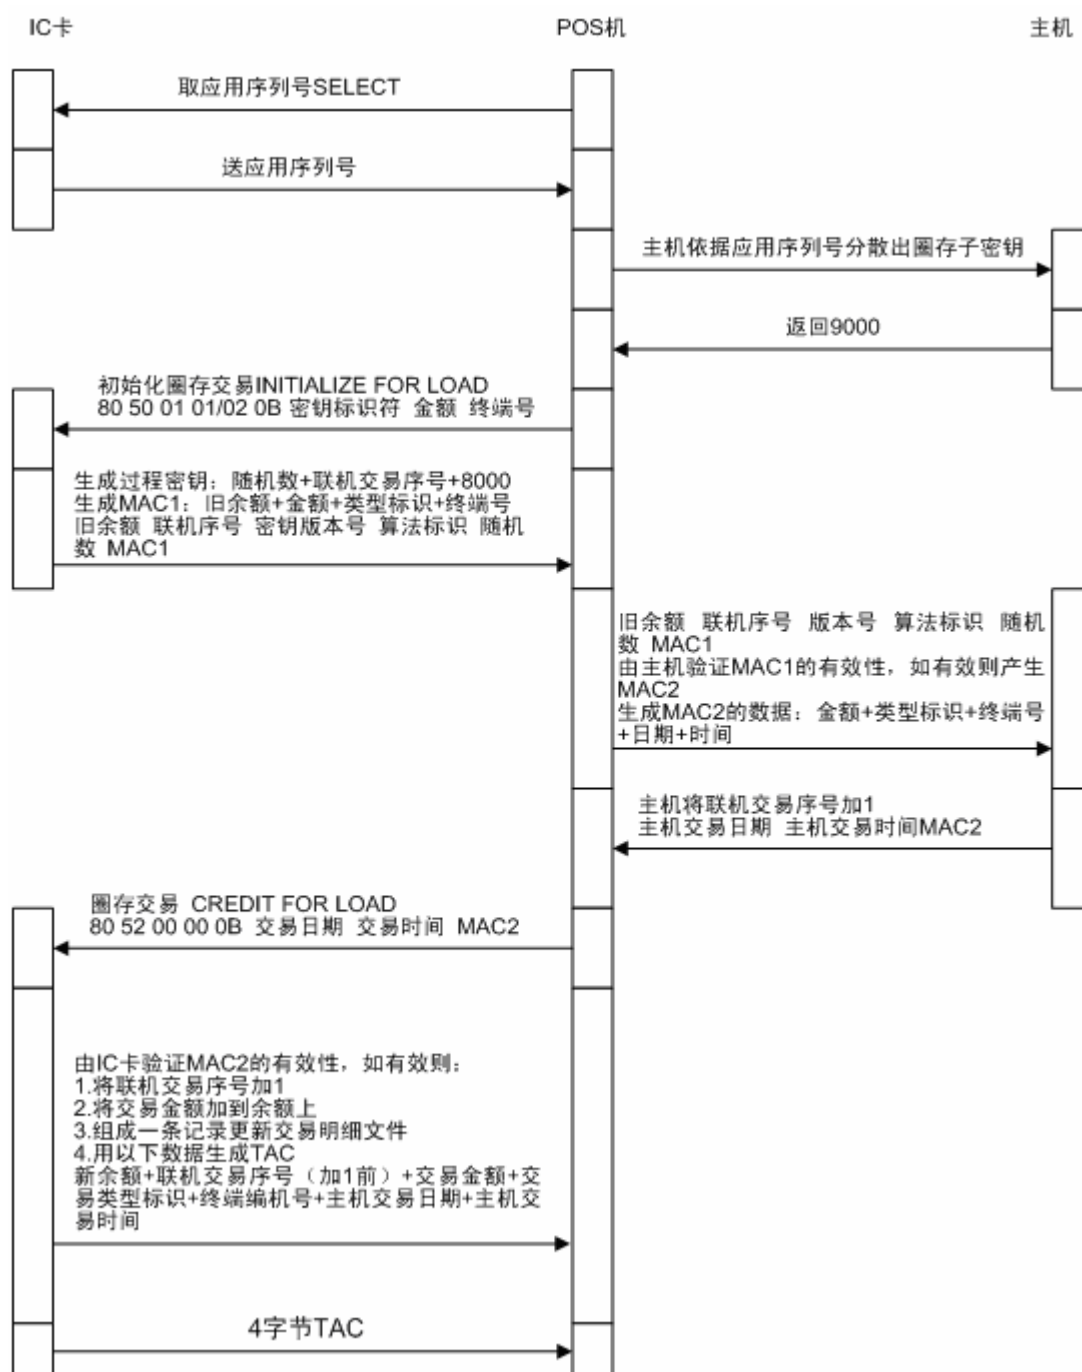 IC卡
POS机
主机
取应用序列号SELECT
送应用序列号
主机依据应用序列号分散出圈存子密钥
返回9000
初始化圈存交易INITIALIZE FOR LOAD
80 50 01 01/02 0B 密钥标识符 金额 终端号
生成过程密钥：随机数+联机交易序号+8000
生成MAC1：旧余额+金额+类型标识+终端号
旧余额 联机序号 密钥版本号 算法标识 随机
数 MAC1
旧余额 联机序号 版本号 算法标识 随机
数 MAC1
由主机验证MAC1的有效性，如有效则产生
MAC2
生成MAC2的数据：金额+类型标识+终端号
+日期+时间
主机将联机交易序号加1
主机交易日期 主机交易时间MAC2
圈存交易 CREDIT FOR LOAD
80 52 00 00 0B 交易日期 交易时间 MAC2
由IC卡验证MAC2的有效性，如有效则：
1.将联机交易序号加1
2.将交易金额加到余额上
3.组成一条记录更新交易明细文件
4.用以下数据生成TAC
新余额+联机交易序号（加1前）+交易金额+交
易类型标识+终端编机号+主机交易日期+主机交
易时间
4字节TAC